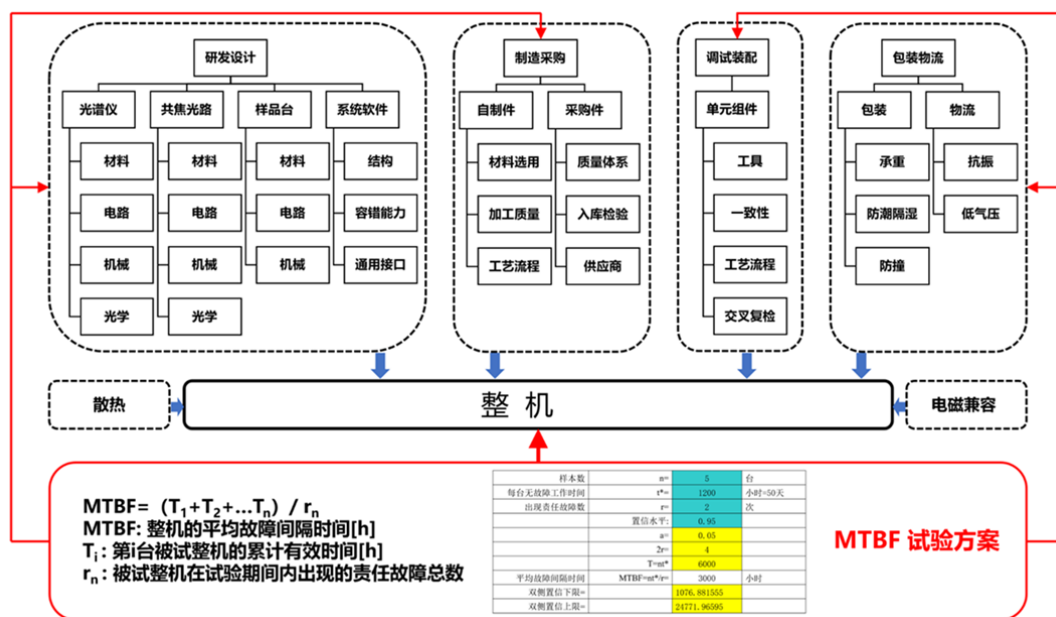 研发设计
制造采购
调试装配
包装物流
光谱仪
共焦光路
样品台
系统软件
自制件
采购件
单元组件
包装
物流
材料
材料
材料
结构
材料选用
质量体系
工具
承重
抗振
电路
电路
电路
容错能力
加工质量
入库检验
一致性
防潮隔湿
低气压
机械
机械
机械
通用接口
工艺流程
供应商
工艺流程
防撞
光学
光学
交叉复检
散热
整 机
电磁兼容
MTBF=（T1+T2+...Tn）/ rn
MTBF: 整机的平均故障间隔时间[h]
Ti : 第i台被试整机的累计有效时间[h]
rn : 被试整机在试验期间内出现的责任故障总数
样本数 n= 5 台
每台无故障工作时间 t*= 1200 小时=50天
出现责任故障数 r= 2 次
置信水平: 0.95
a= 0.05
2r= 4
T=nt* 6000
平均故障间隔时间 MTBF=nt*/r= 3000 小时
双侧置信下限= 1076.881555
双侧置信上限= 24771.96595
MTBF 试验方案